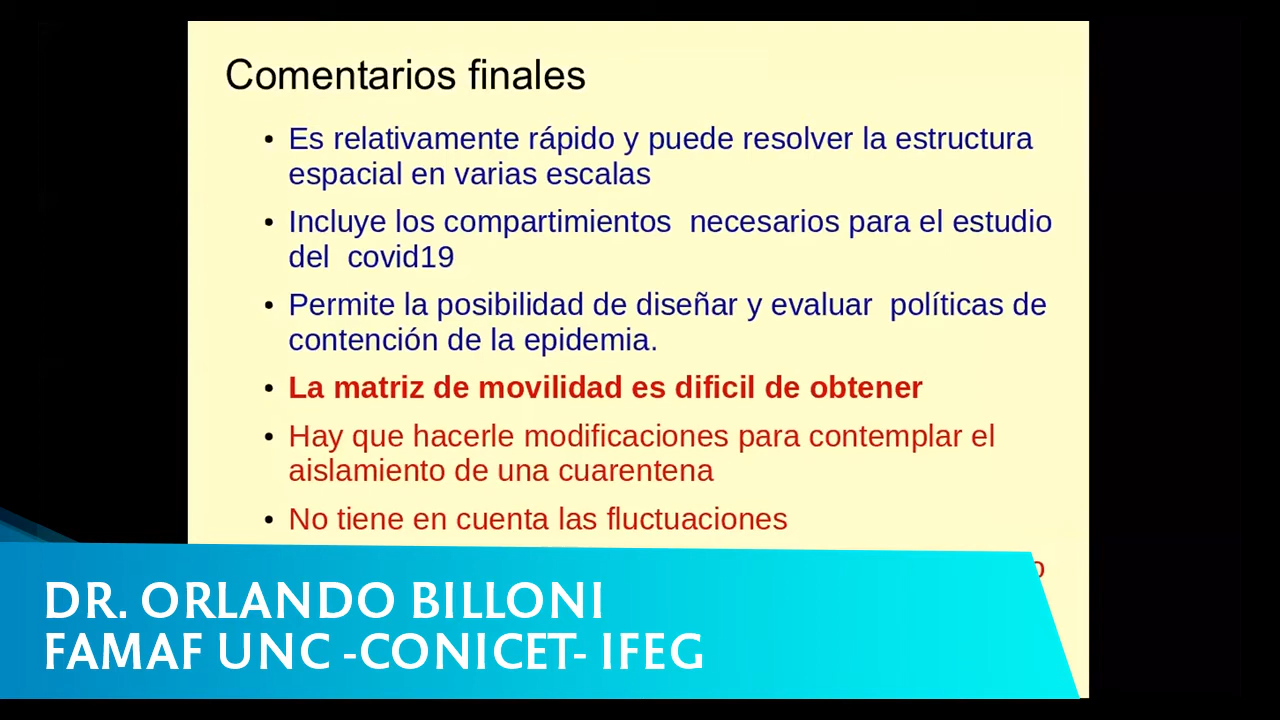 Comentarios finales
• Es relativamente rápido y puede resolver la estructura
espacial en varias escalas
• Incluye los compartimientos necesarios para el estudio
del covid19
• Permite la posibilidad de diseñar y evaluar políticas de
contención de la epidemia.
• La matriz de movilidad es dificil de obtener
• Hay que hacerle modificaciones para contemplar el
aislamiento de una cuarentena
• No tiene en cuenta las fluctuaciones
DR. ORLANDO BILLONI
FAMAF UNC -CONICET- IFEG